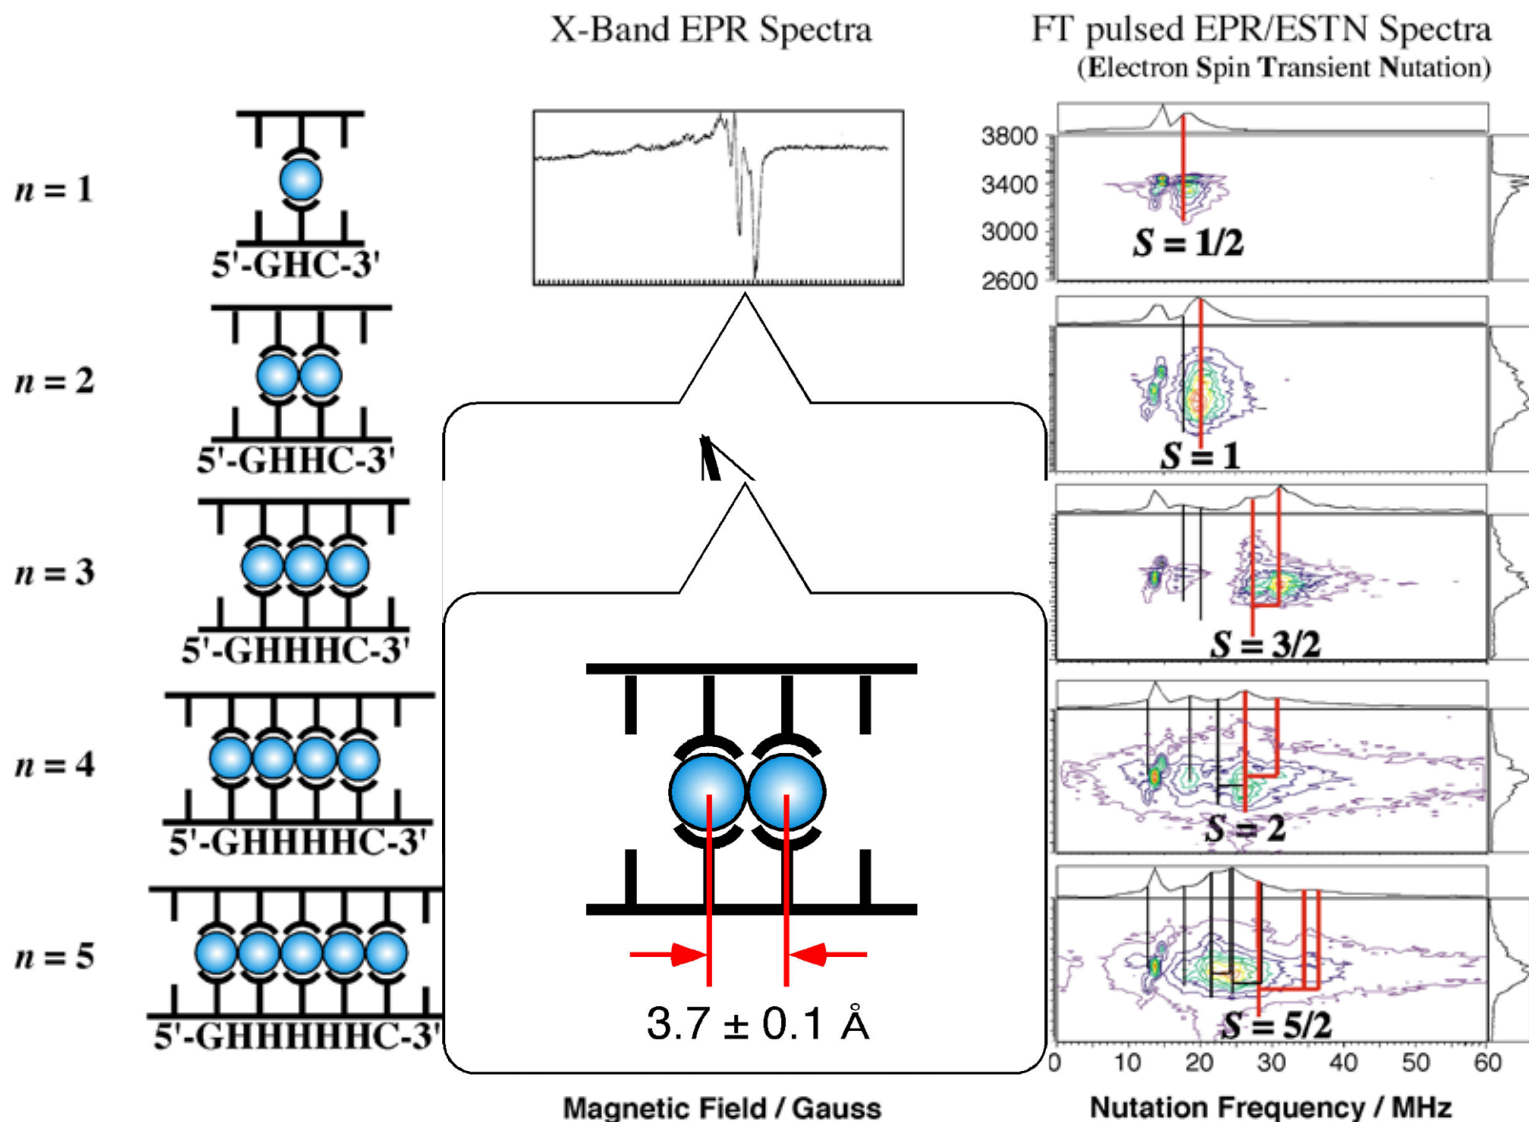 X-Band EPR Spectra
FT pulsed EPR/ESTN Spectra
(Electron Spin Transient Nutation)
n = 1
5'-GHC-3'
3800
3400
3000
2600
S = 1/2
n = 2
5'-GHHC-3'
S = 1
n = 3
5'-GHHHC-3'
S = 3/2
n = 4
5'-GHHHHC-3'
S = 2
n = 5
5'-GHHHHHC-3'
3.7 ± 0.1 Å
S = 5/2
0 10 20 30 40 50 60
Magnetic Field / Gauss
Nutation Frequency / MHz